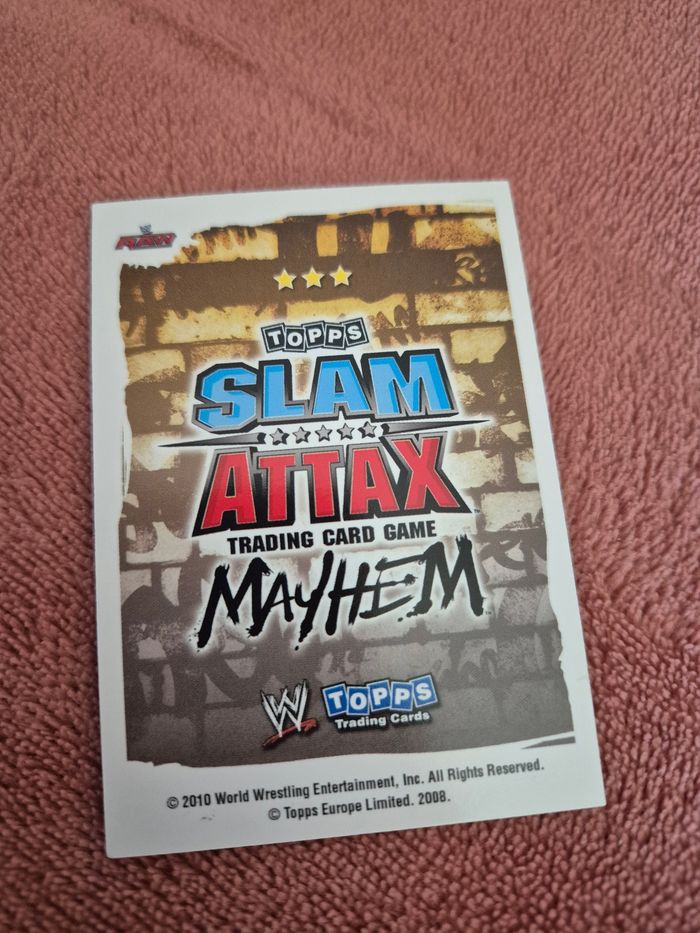 RAW
TOPPS
SLAM
ATTAX
TRADING CARD GAME
MAYHEM
W TOPPS
Trading Cards
© 2010 World Wrestling Entertainment, Inc. All Rights Reserved.
© Topps Europe Limited. 2008.